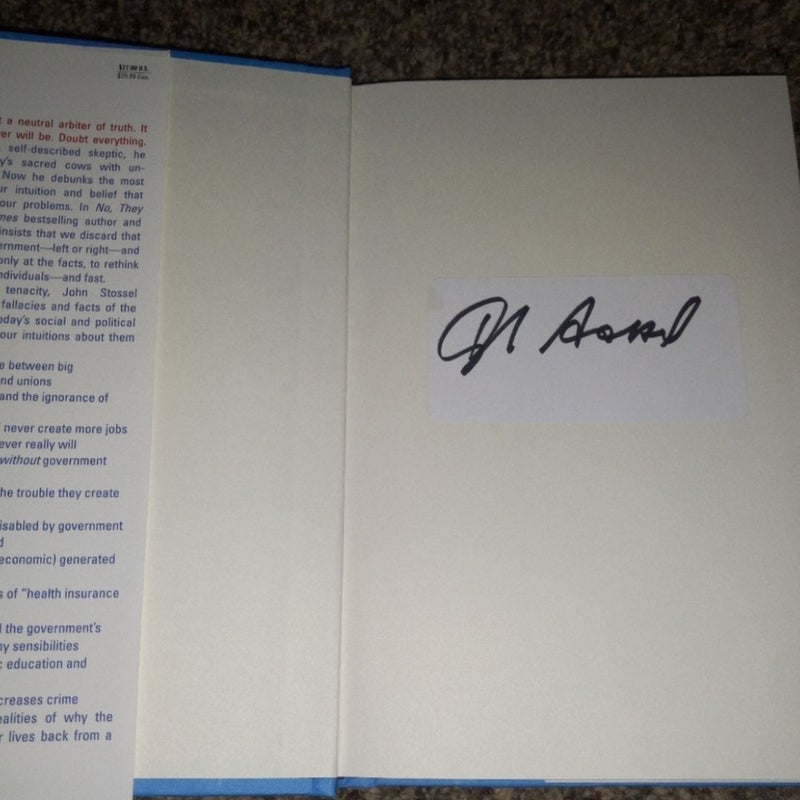 $27.00 U.S.
$29.99 Can.
t a neutral arbiter of truth. It
er will be. Doubt everything.
self-described skeptic, he
y's sacred cows with un-
Now he debunks the most
ur intuition and belief that
our problems. In No, They
mes bestselling author and
insists that we discard that
ernment—left or right—and
only at the facts, to rethink
ndividuals—and fast.
tenacity, John Stossel
fallacies and facts of the
oday's social and political
our intuitions about them
e between big
nd unions
and the ignorance of
never create more jobs
ever really will
without government
he trouble they create
isabled by government
d
economic) generated
s of "health insurance
d the government's
ny sensibilities
c education and
creases crime
ealities of why the
r lives back from a